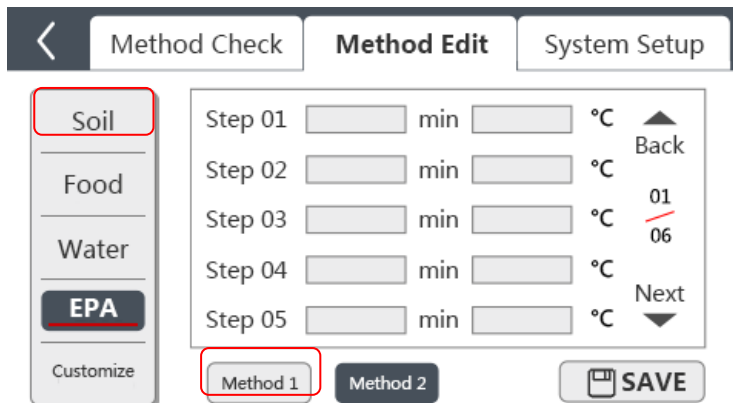 Method Check Method Edit System Setup
Soil
Food
Water
EPA
Customize
Step 01 min °C
Step 02 min °C
Step 03 min °C
Step 04 min °C
Step 05 min °C
Back
01
06
Next
Method 1 Method 2 SAVE